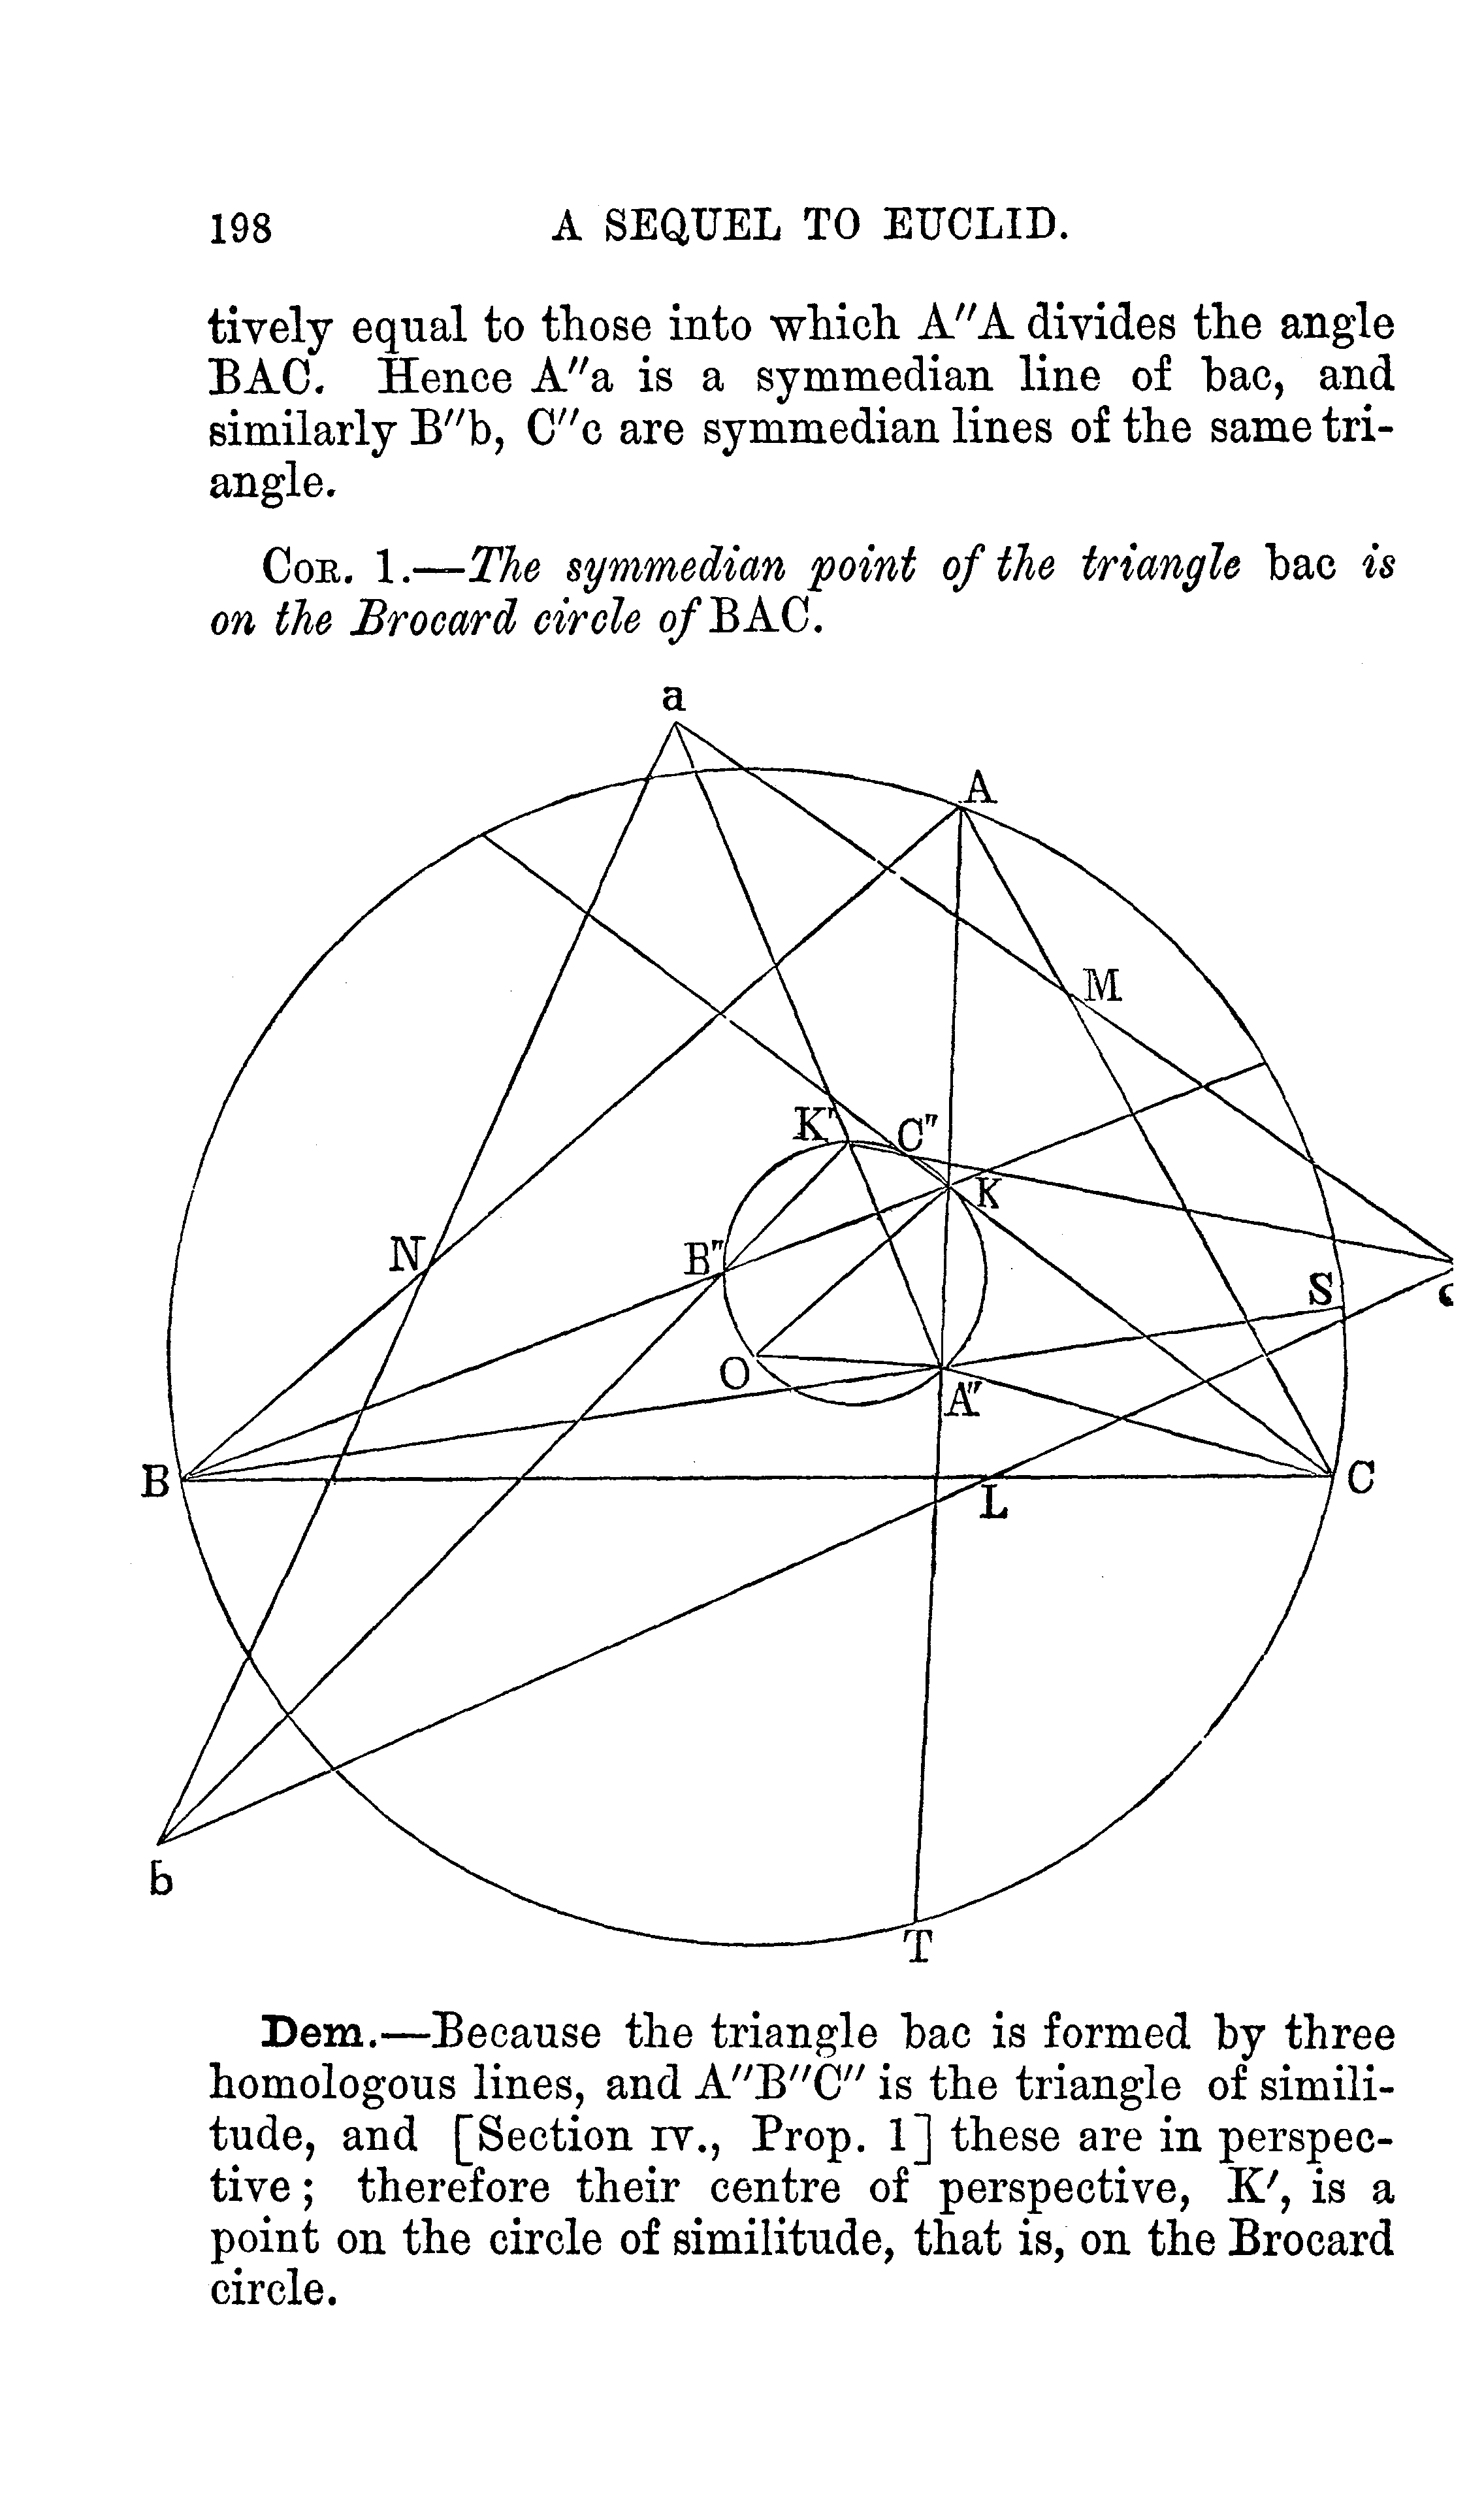 198 A SEQUEL TO EUCLID.
tively equal to those into which A″A divides the angle
BAC. Hence A″a is a symmedian line of bac, and
similarly B″b, C″c are symmedian lines of the same tri-
angle.
COR. 1.—The symmedian point of the triangle bac is
on the Brocard circle of BAC.
a
A
M
K'
C″
K
N
B″
S
c
O
A″
B
L
C
b
T
Dem.—Because the triangle bac is formed by three
homologous lines, and A″B″C″ is the triangle of simili-
tude, and [Section IV., Prop. 1] these are in perspec-
tive; therefore their centre of perspective, K′, is a
point on the circle of similitude, that is, on the Brocard
circle.